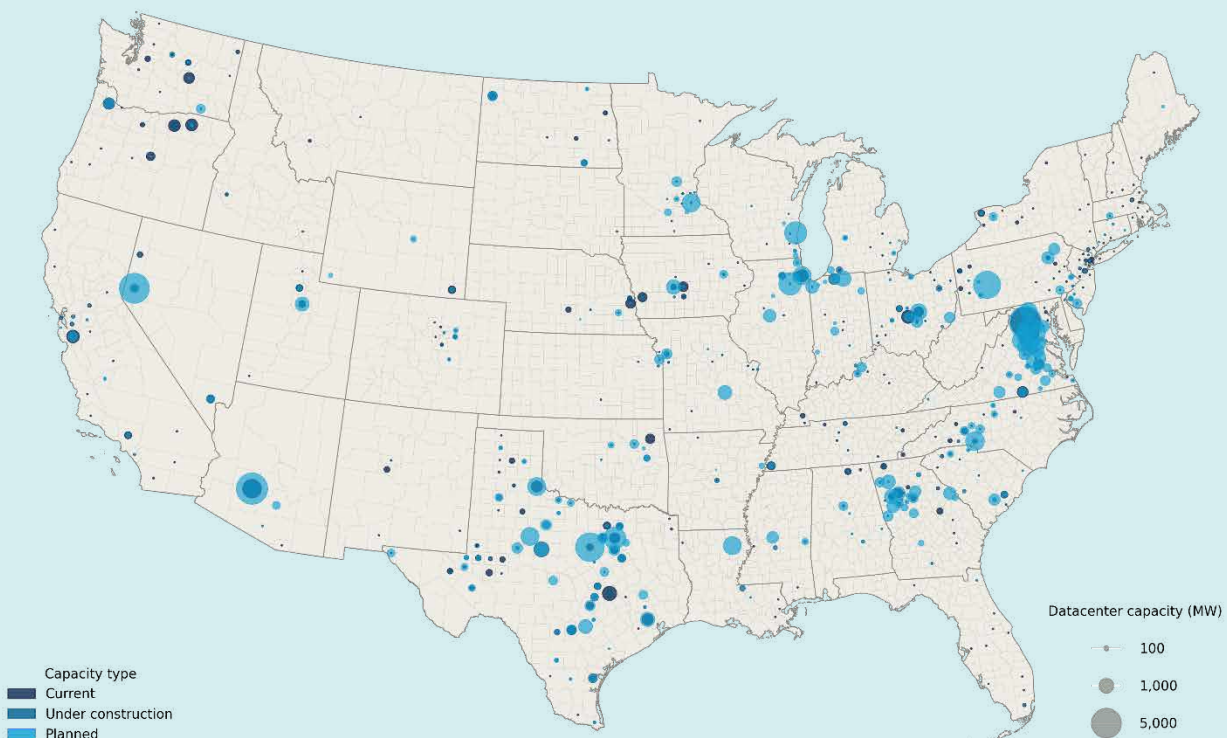 Datacenter capacity (MW)
100
1,000
5,000
Capacity type
Current
Under construction
Planned